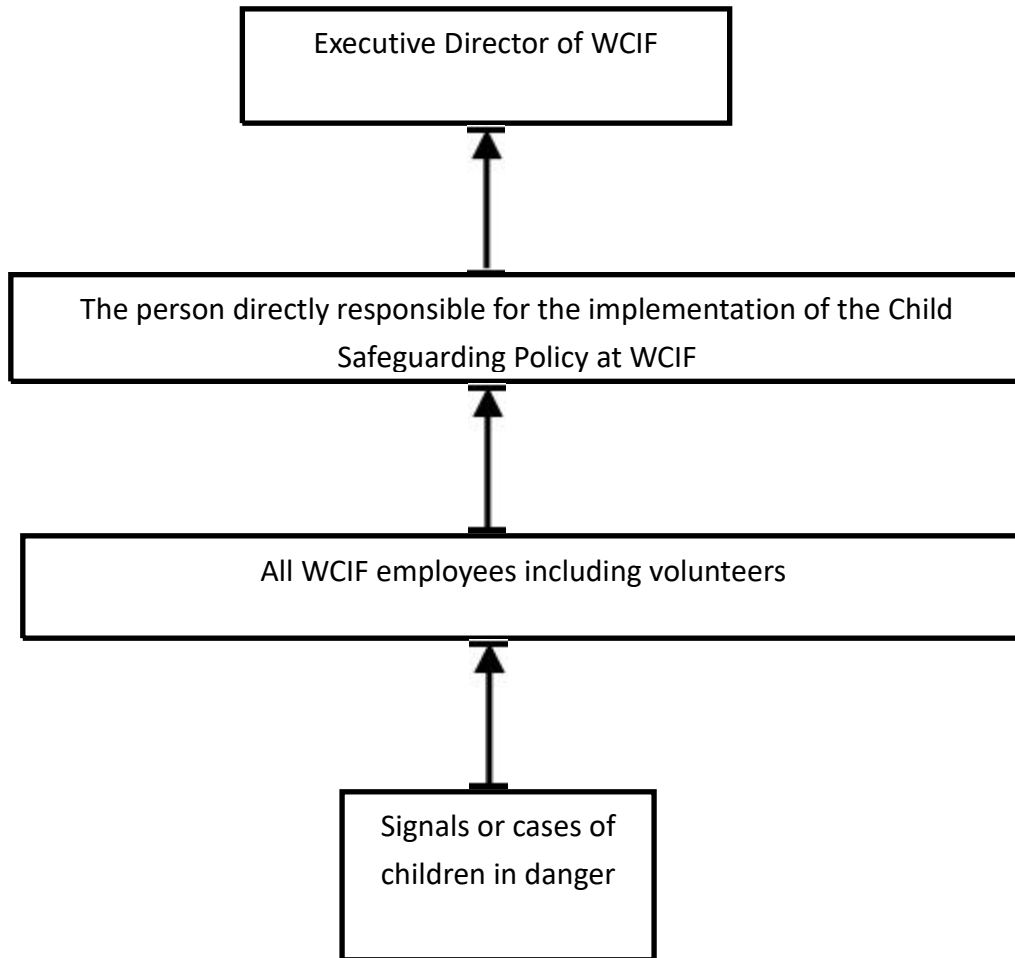 Executive Director of WCIF
The person directly responsible for the implementation of the Child
Safeguarding Policy at WCIF
All WCIF employees including volunteers
Signals or cases of
children in danger